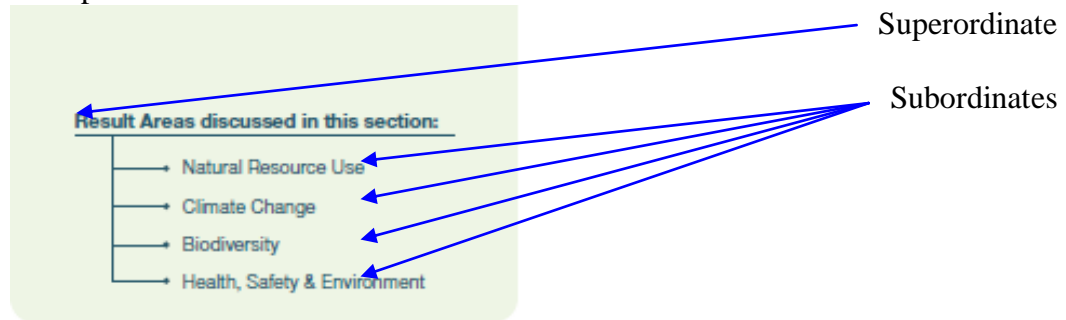 Superordinate
Subordinates
Result Areas discussed in this section:
Natural Resource Use
Climate Change
Biodiversity
Health, Safety & Environment